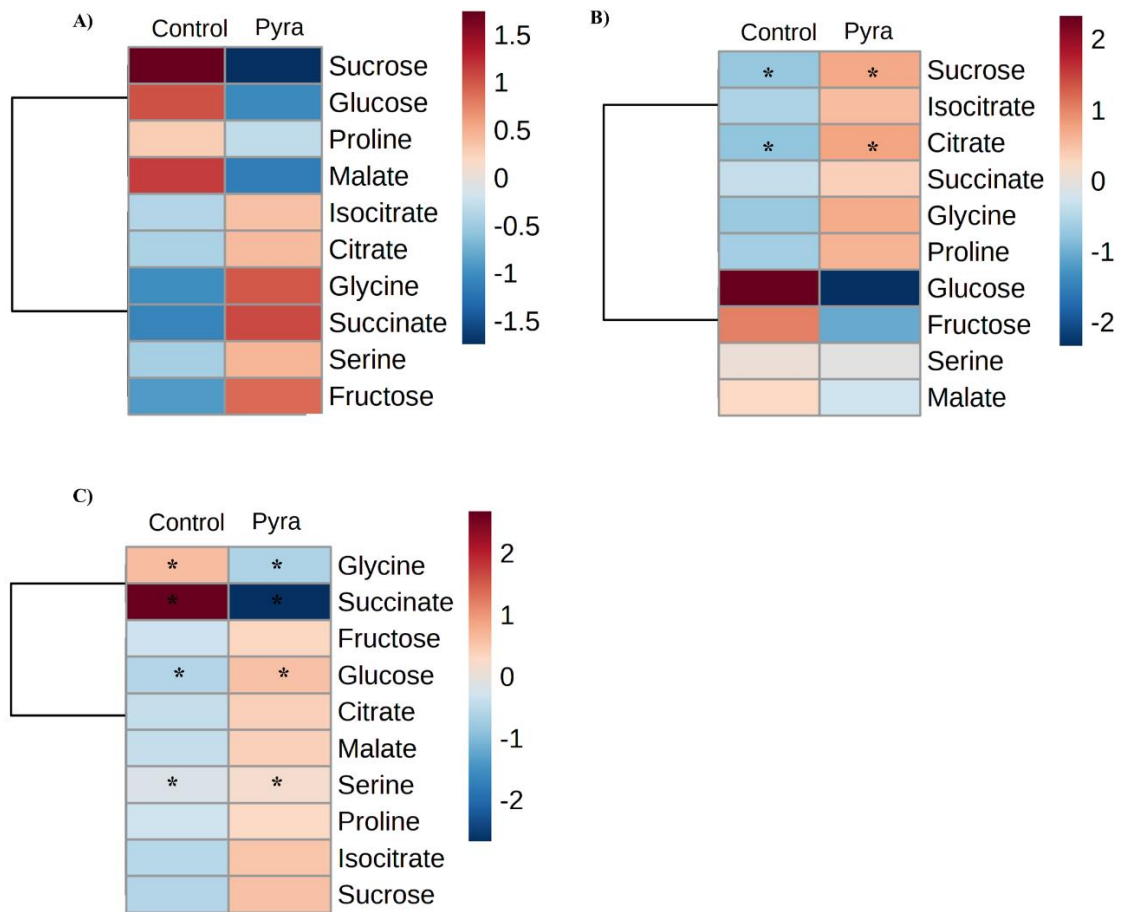 A)
Control Pyra
Sucrose
Glucose
Proline
Malate
Isocitrate
Citrate
Glycine
Succinate
Serine
Fructose
1.5
1
0.5
0
-0.5
-1
-1.5
B)
Control Pyra
* * Sucrose
Isocitrate
* * Citrate
Succinate
Glycine
Proline
Glucose
Fructose
Serine
Malate
2
1
0
-1
-2
C)
Control Pyra
* * Glycine
* * Succinate
Fructose
* * Glucose
Citrate
Malate
* * Serine
Proline
Isocitrate
Sucrose
2
1
0
-1
-2